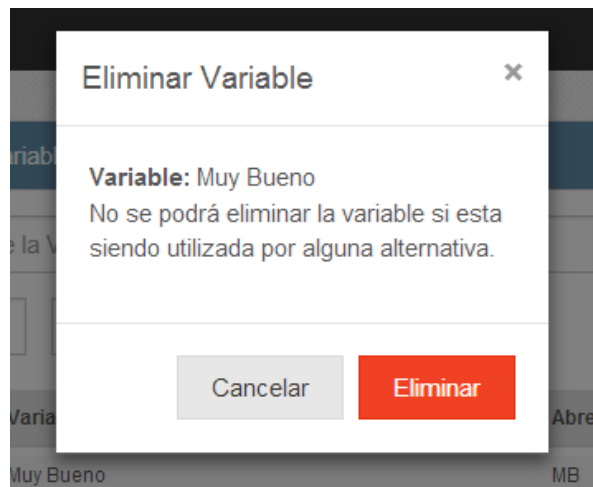 Eliminar Variable
×
Variable: Muy Bueno
No se podrá eliminar la variable si esta
siendo utilizada por alguna alternativa.
Cancelar Eliminar
Muy Bueno MB